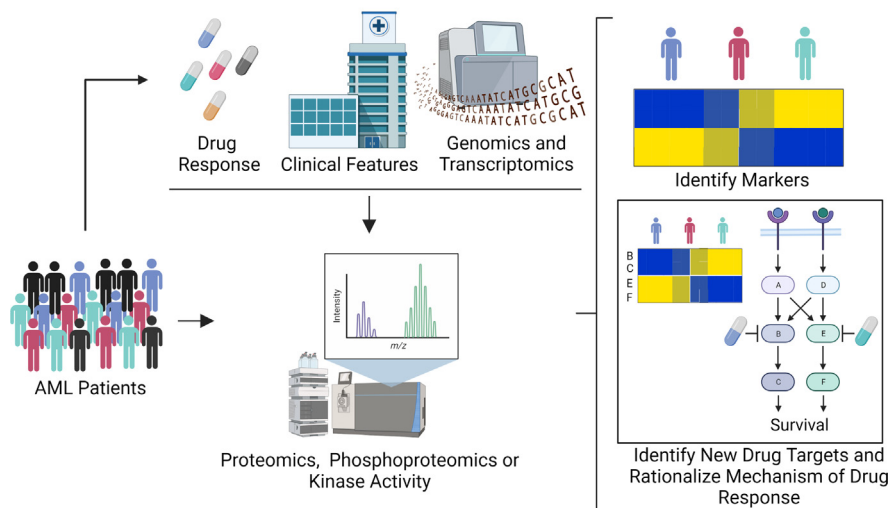 Drug
Response
Clinical Features
Genomics and
Transcriptomics
Identify Markers
AML Patients
Intensity
m/z
Proteomics, Phosphoproteomics or
Kinase Activity
B
C
E
F
A
D
B
E
C
F
Survival
Identify New Drug Targets and
Rationalize Mechanism of Drug
Response